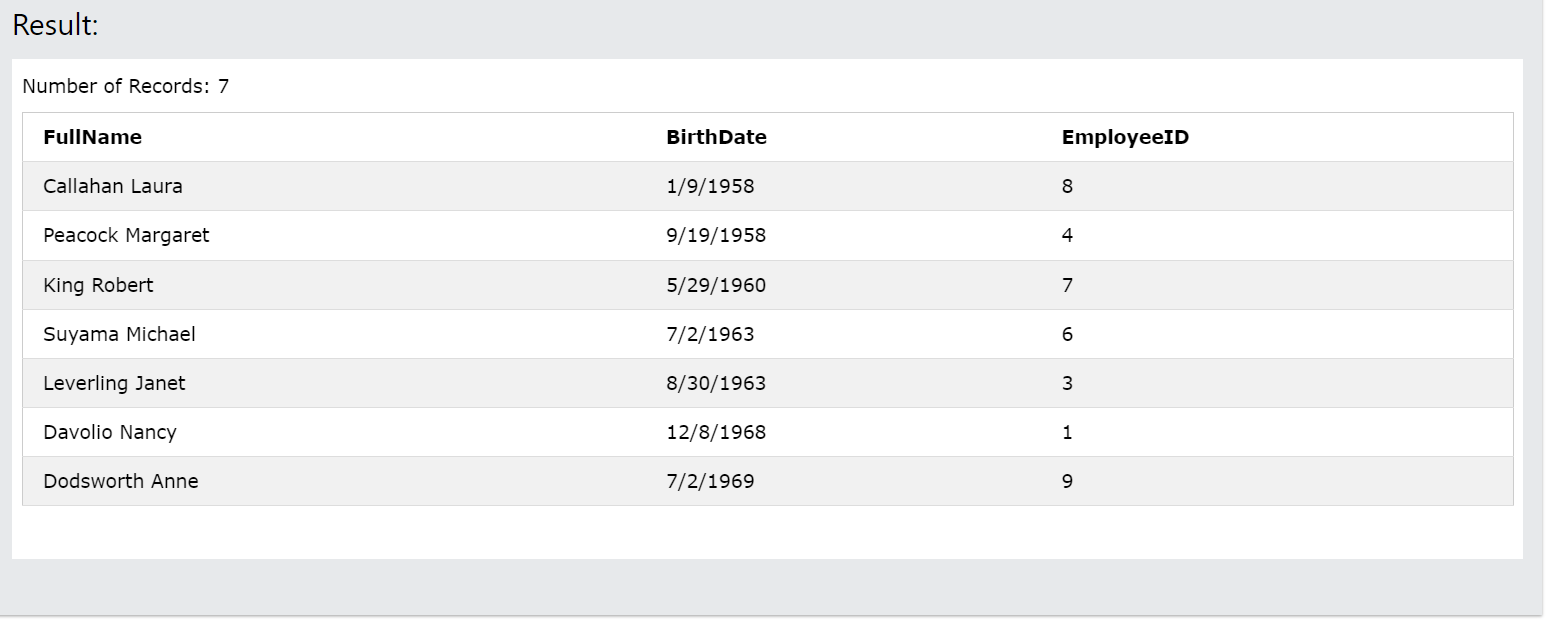 Result:
Number of Records: 7
FullName BirthDate EmployeeID
Callahan Laura 1/9/1958 8
Peacock Margaret 9/19/1958 4
King Robert 5/29/1960 7
Suyama Michael 7/2/1963 6
Leverling Janet 8/30/1963 3
Davolio Nancy 12/8/1968 1
Dodsworth Anne 7/2/1969 9